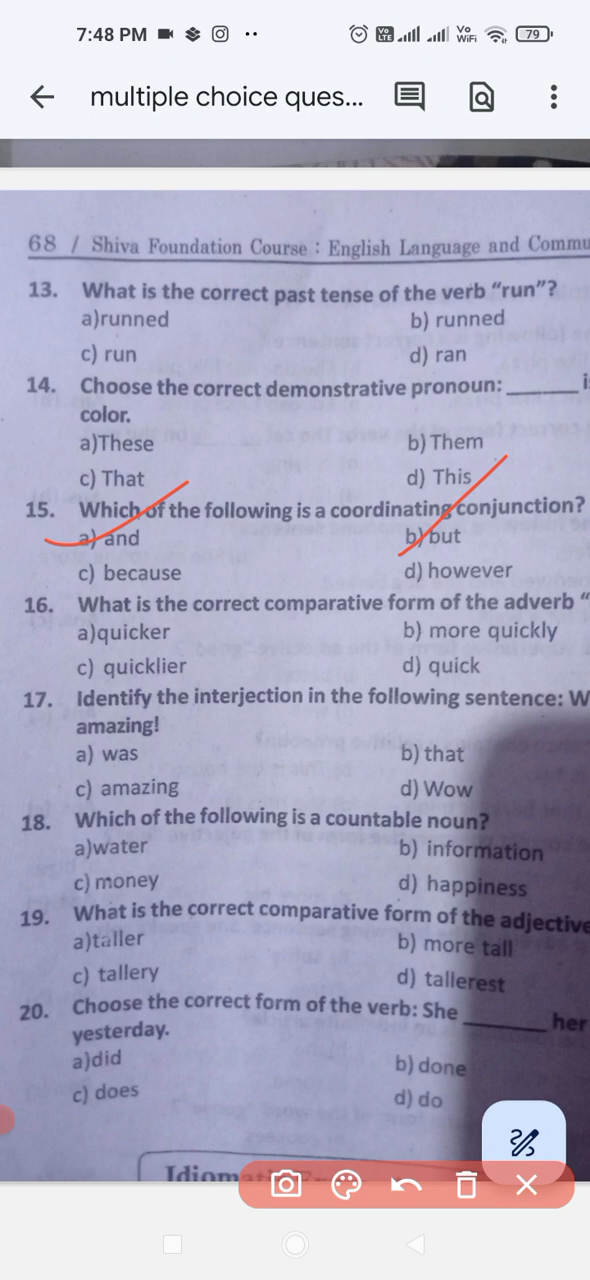 7:48 PM
Vo LTE
Vo WiFi
79
multiple choice ques...
68 / Shiva Foundation Course : English Language and Commu
13. What is the correct past tense of the verb "run"?
a)runned b) runned
c) run d) ran
14. Choose the correct demonstrative pronoun: ______ i
color.
a)These b) Them
c) That d) This
15. Which of the following is a coordinating conjunction?
a) and b) but
c) because d) however
16. What is the correct comparative form of the adverb "
a)quicker b) more quickly
c) quicklier d) quick
17. Identify the interjection in the following sentence: W
amazing!
a) was b) that
c) amazing d) Wow
18. Which of the following is a countable noun?
a)water b) information
c) money d) happiness
19. What is the correct comparative form of the adjective
a)taller b) more tall
c) tallery d) tallerest
20. Choose the correct form of the verb: She ______ her
yesterday.
a)did b) done
c) does d) do